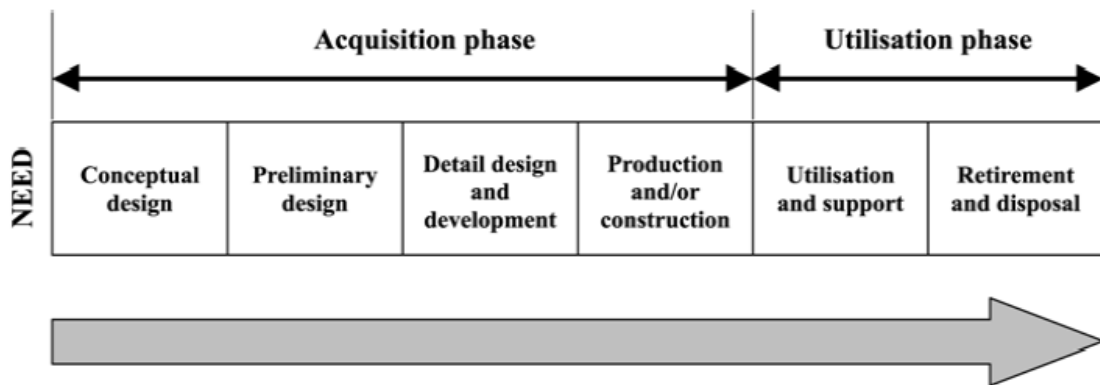 Acquisition phase
Utilisation phase
NEED
Conceptual
design
Preliminary
design
Detail design
and
development
Production
and/or
construction
Utilisation
and support
Retirement
and disposal